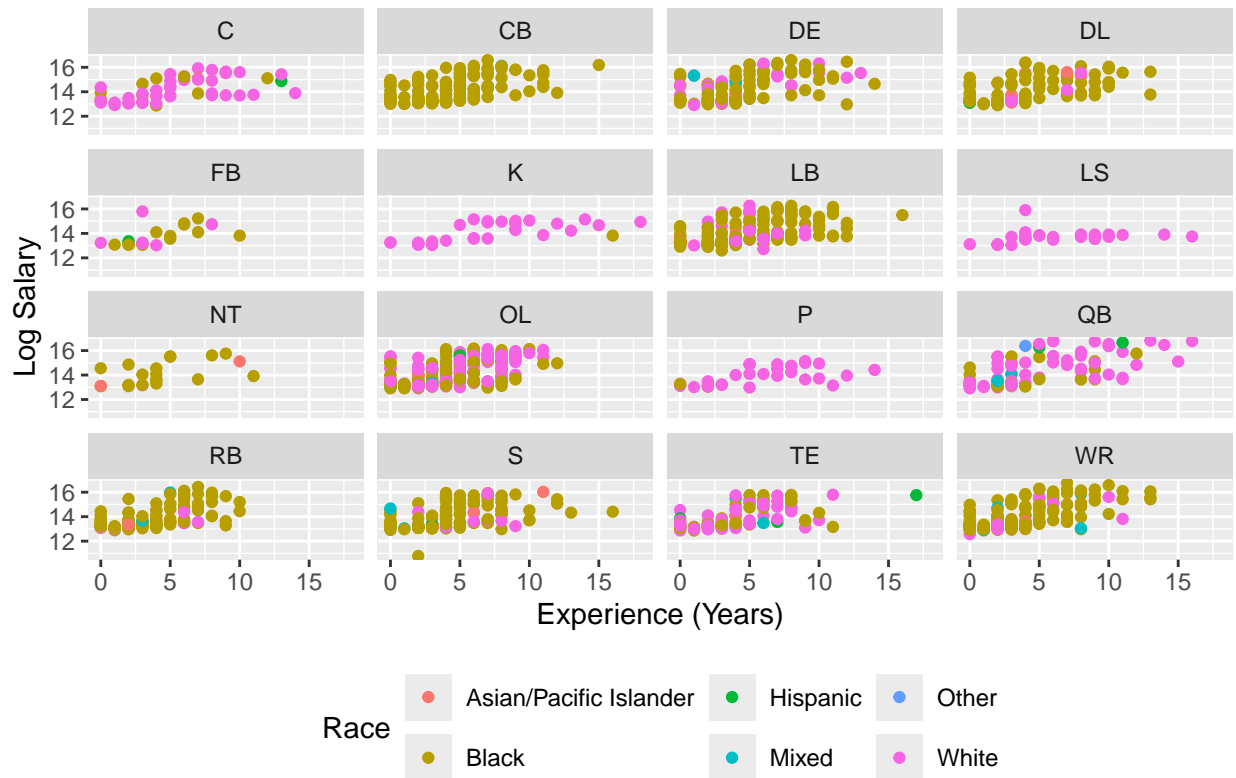 C CB DE DL
16
14
12
FB K LB LS
16
14
12
NT OL P QB
16
14
12
RB S TE WR
16
14
12
0 5 10 15 0 5 10 15 0 5 10 15 0 5 10 15
Log Salary
Experience (Years)
Race
Asian/Pacific Islander Hispanic Other
Black Mixed White